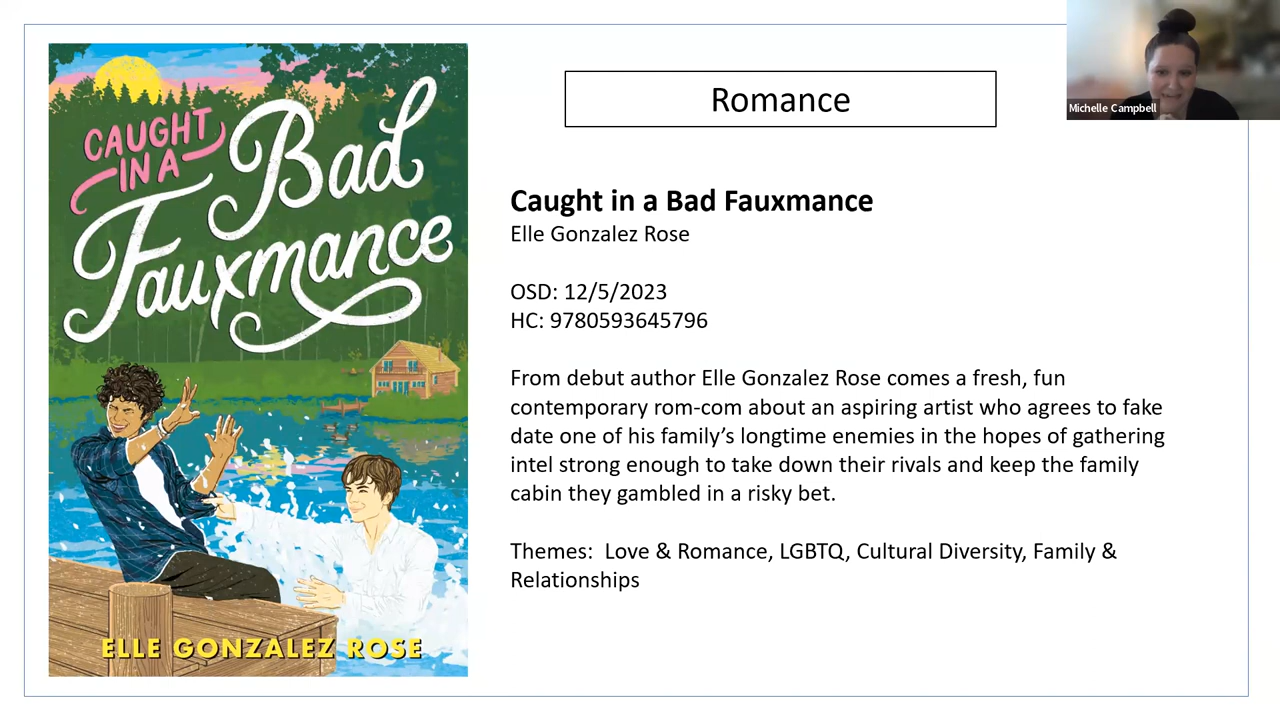 CAUGHT
IN A
Bad
Fauxmance
ELLE GONZALEZ ROSE
Romance
Michelle Campbell
Caught in a Bad Fauxmance
Elle Gonzalez Rose
OSD: 12/5/2023
HC: 9780593645796
From debut author Elle Gonzalez Rose comes a fresh, fun
contemporary rom-com about an aspiring artist who agrees to fake
date one of his family’s longtime enemies in the hopes of gathering
intel strong enough to take down their rivals and keep the family
cabin they gambled in a risky bet.
Themes:  Love & Romance, LGBTQ, Cultural Diversity, Family &
Relationships